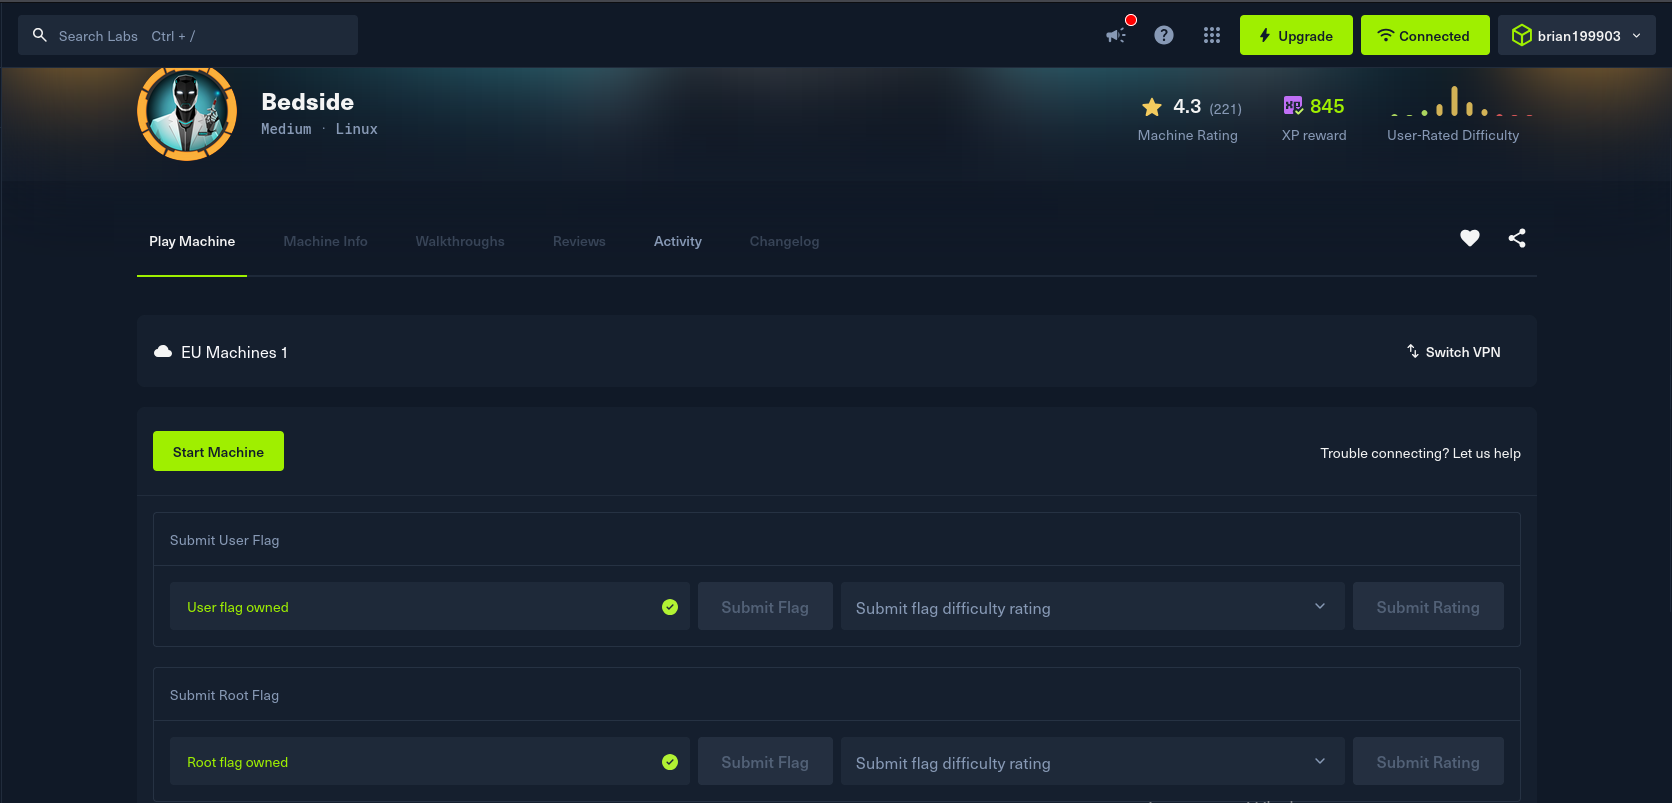 Search Labs Ctrl + /
Upgrade
Connected
brian199903
Bedside
Medium · Linux
4.3 (221)
Machine Rating
XP 845
XP reward
User-Rated Difficulty
Play Machine
Machine Info
Walkthroughs
Reviews
Activity
Changelog
EU Machines 1
Switch VPN
Start Machine
Trouble connecting? Let us help
Submit User Flag
User flag owned
Submit Flag
Submit flag difficulty rating
Submit Rating
Submit Root Flag
Root flag owned
Submit Flag
Submit flag difficulty rating
Submit Rating